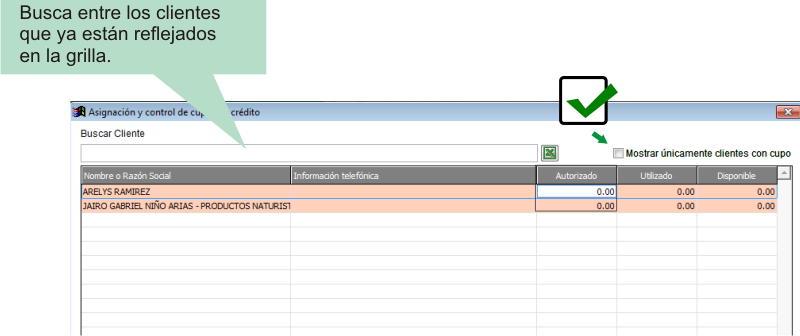 Busca entre los clientes
que ya están reflejados
en la grilla.
Asignación y control de cup rédito
Buscar Cliente
Mostrar únicamente clientes con cupo
Nombre o Razón Social Información telefónica Autorizado Utilizado Disponible
ARELYS RAMIREZ 0.00 0.00 0.00
JAIRO GABRIEL NIÑO ARIAS - PRODUCTOS NATURIST 0.00 0.00 0.00